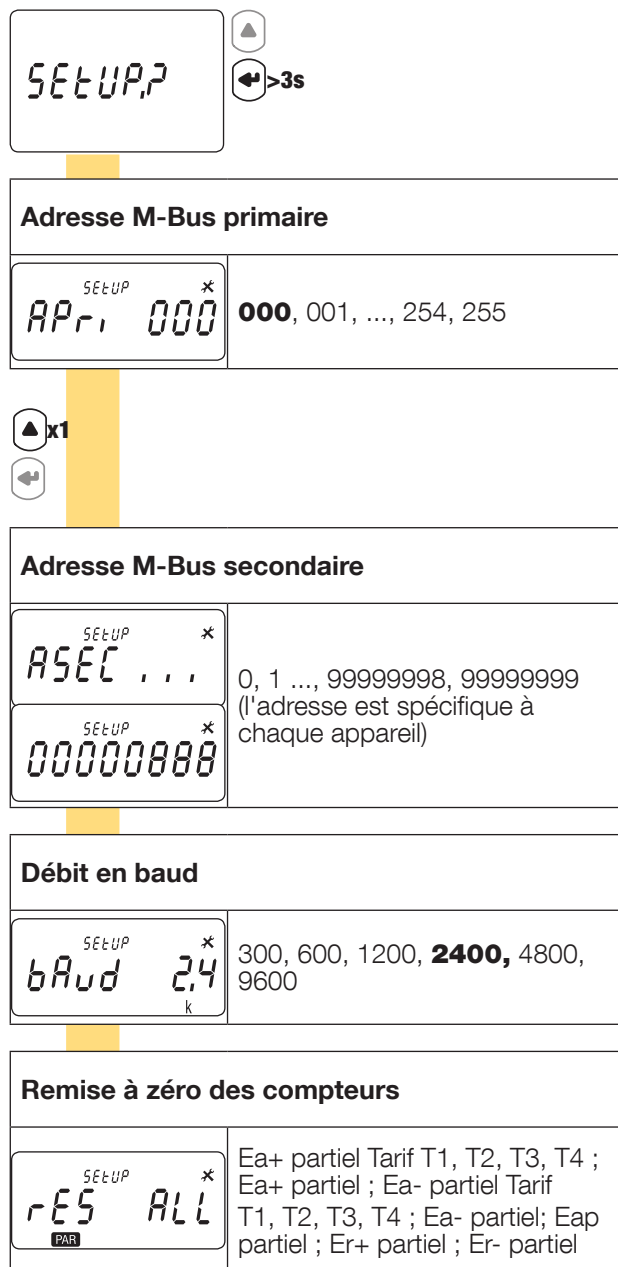 SEtUP,?
>3s
Adresse M-Bus primaire
SEtUP
APri 000
000, 001, ..., 254, 255
x1
Adresse M-Bus secondaire
SEtUP
ASEC ...
SEtUP
00000888
0, 1 ..., 99999998, 99999999
(l'adresse est spécifique à
chaque appareil)
Débit en baud
SEtUP
bAud 2,4
k
300, 600, 1200, 2400, 4800,
9600
Remise à zéro des compteurs
SEtUP
rES ALL
PAR
Ea+ partiel Tarif T1, T2, T3, T4 ;
Ea+ partiel ; Ea- partiel Tarif
T1, T2, T3, T4 ; Ea- partiel; Eap
partiel ; Er+ partiel ; Er- partiel